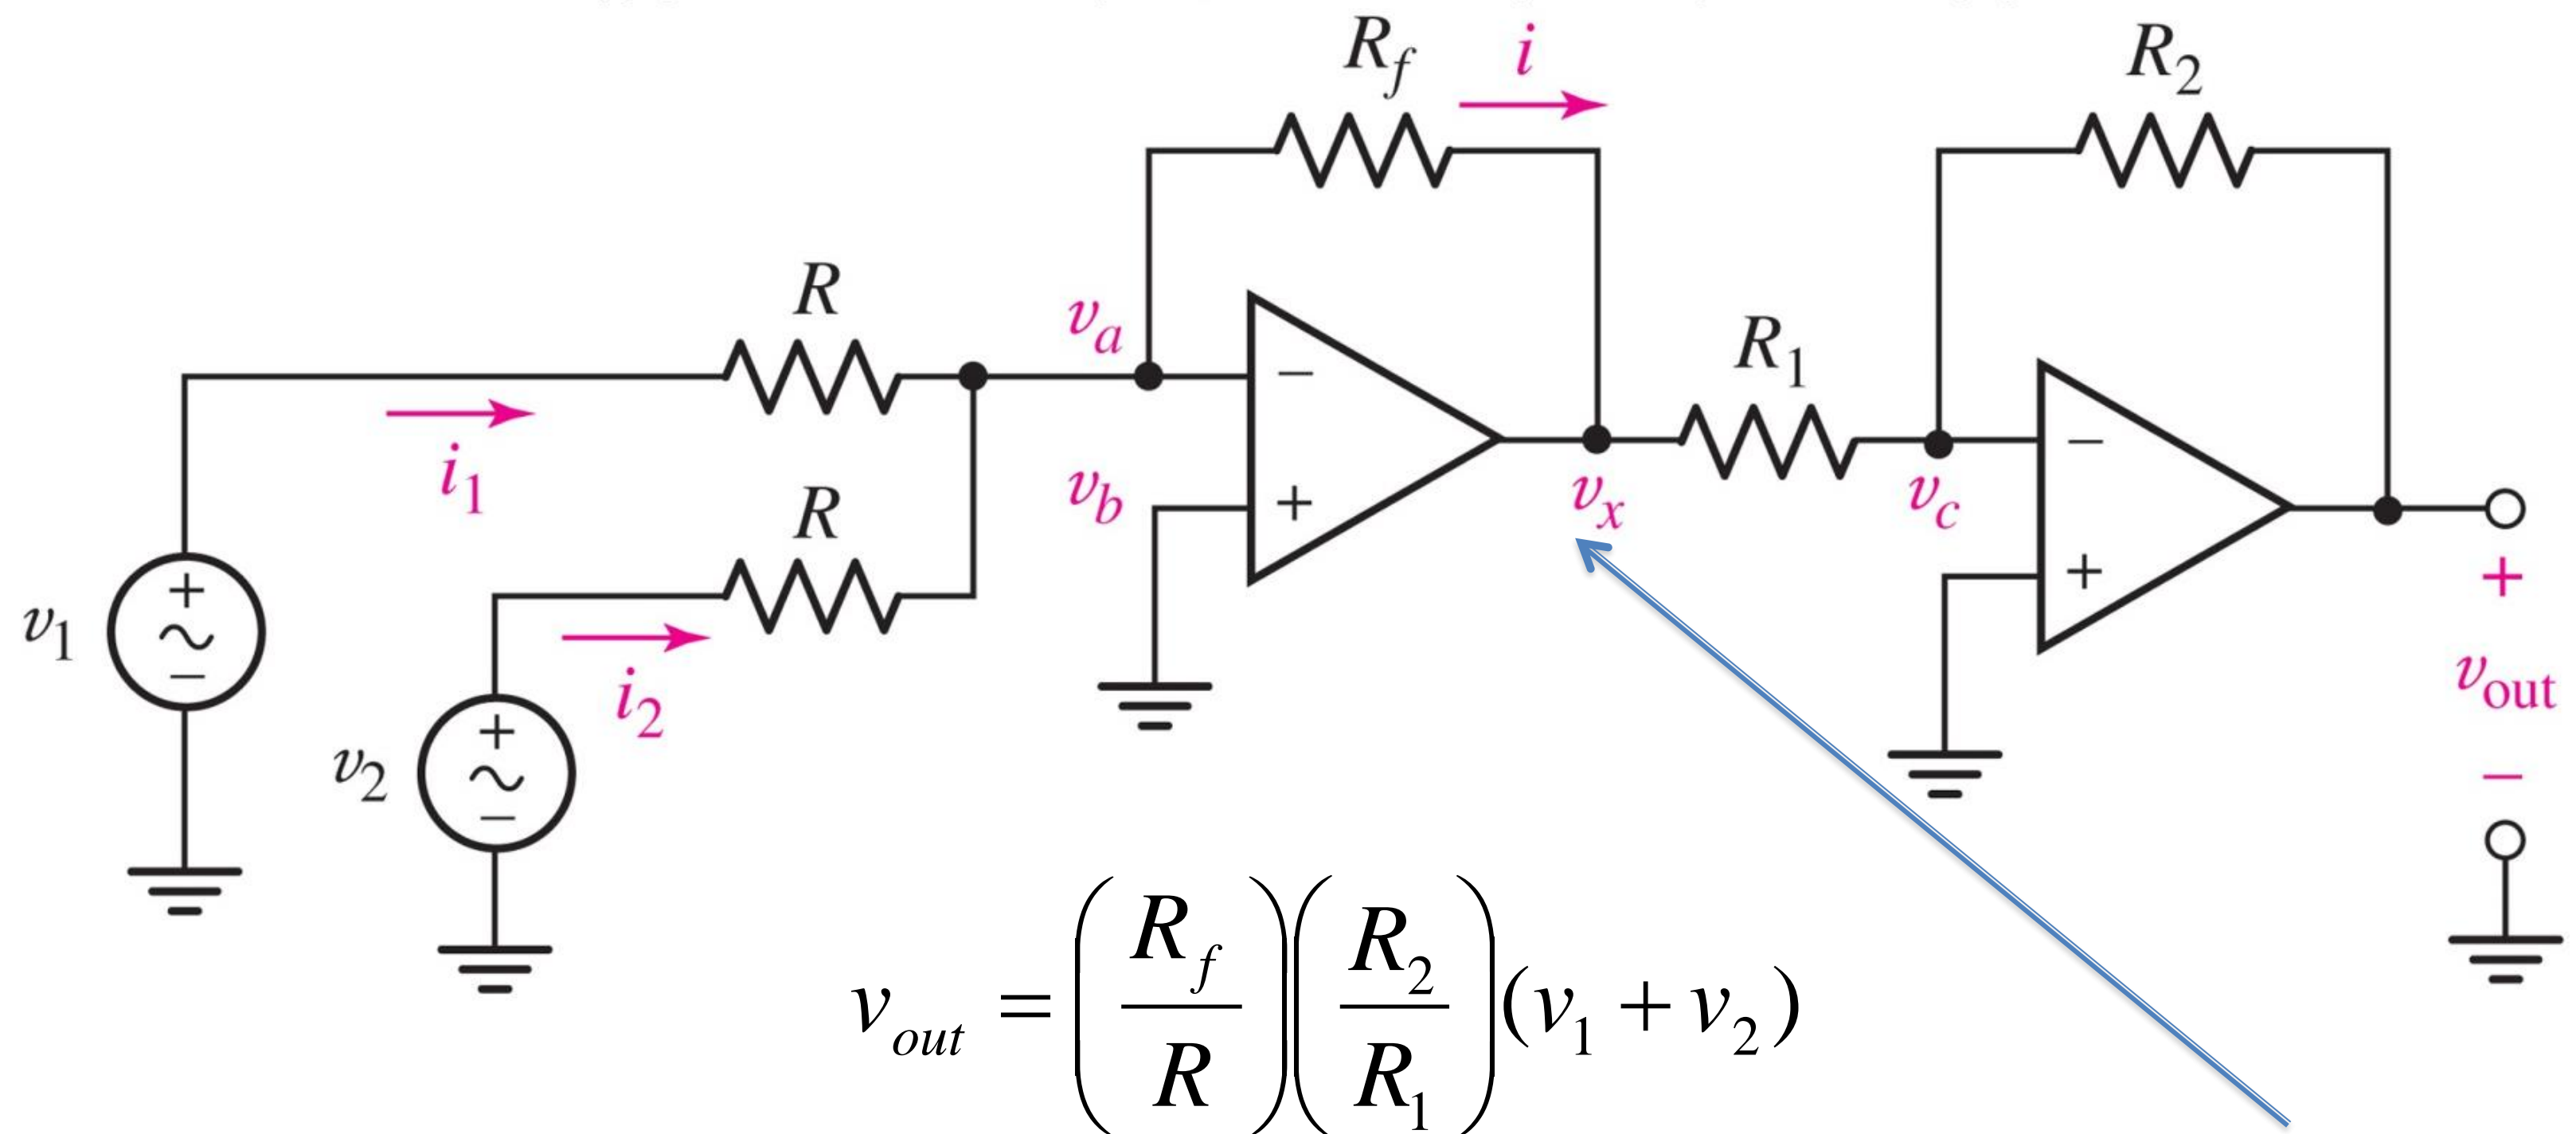 R_f i R_2
R v_a R_1
i_1 − −
R v_b + v_x v_c +
v_1 + ∼ − i_2 + v_out −
v_2 + ∼ −
v_out = (R_f / R)(R_2 / R_1)(v_1 + v_2)